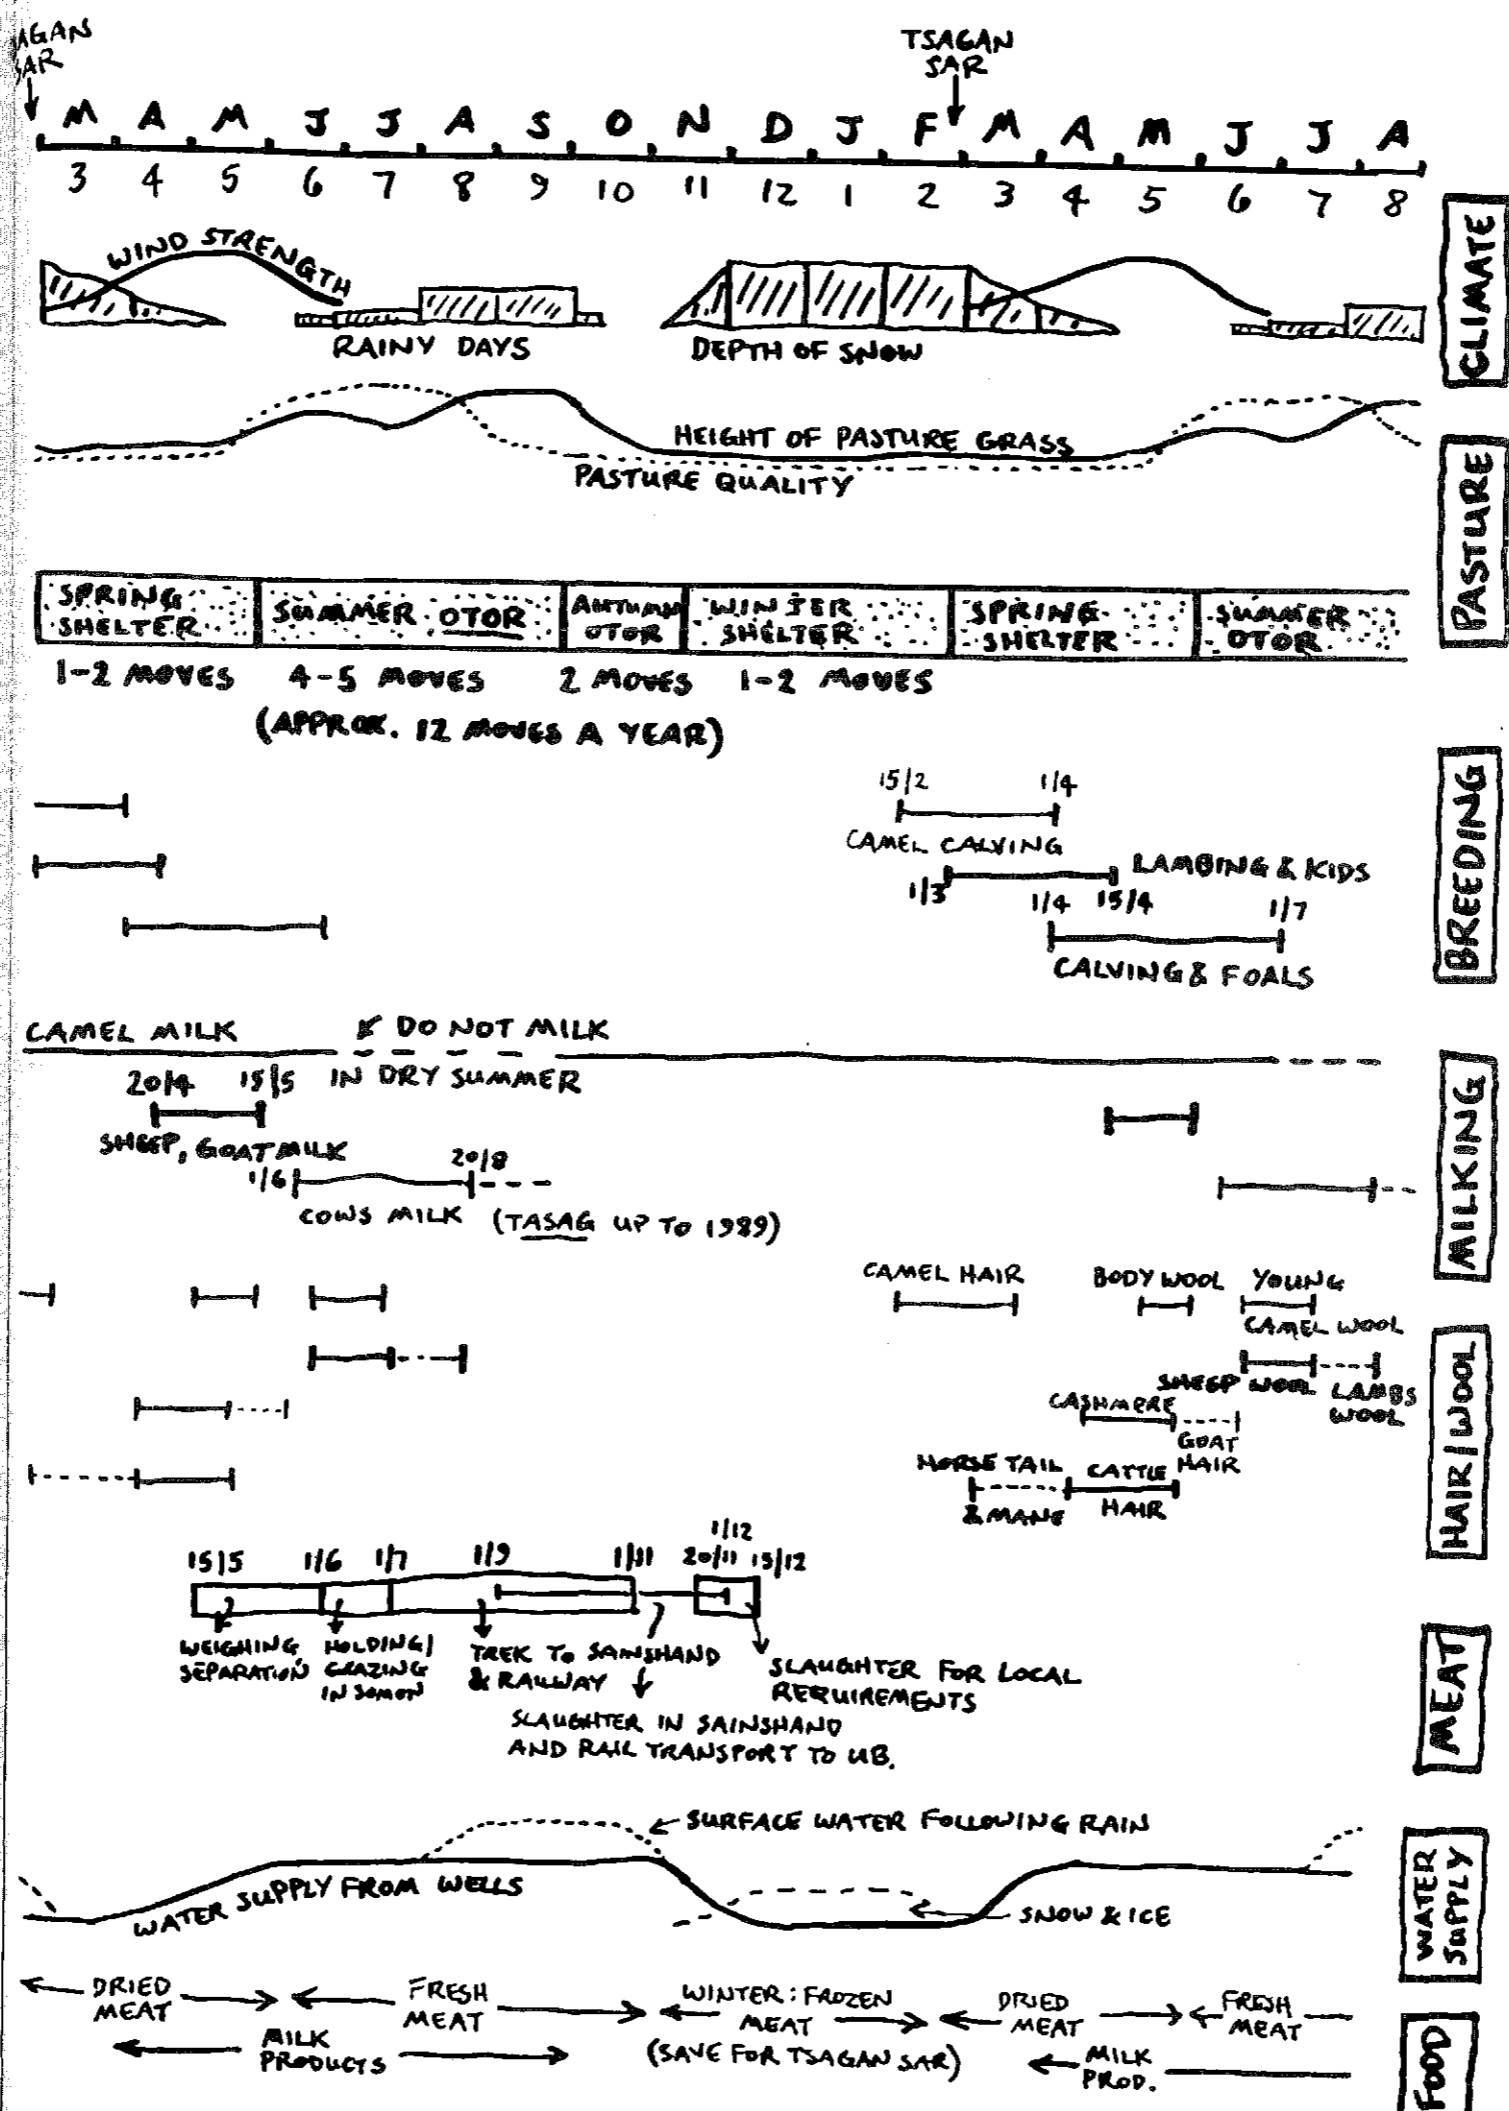 AGAN
SAR
TSAGAN
SAR
M A M J J A S O N D J F M A M J J A
3 4 5 6 7 8 9 10 11 12 1 2 3 4 5 6 7 8
CLIMATE
WIND STRENGTH
RAINY DAYS
DEPTH OF SNOW
PASTURE
HEIGHT OF PASTURE GRASS
PASTURE QUALITY
SPRING
SHELTER
SUMMER OTOR
AUTUMN
OTOR
WINTER
SHELTER
SPRING
SHELTER
SUMMER
OTOR
1-2 MOVES
4-5 MOVES
2 MOVES
1-2 MOVES
(APPROX. 12 MOVES A YEAR)
BREEDING
15/2 1/4
CAMEL CALVING
LAMBING & KIDS
1/3 15/4
1/4 1/7
CALVING & FOALS
MILKING
CAMEL MILK
DO NOT MILK
IN DRY SUMMER
20/4 15/5
SHEEP, GOAT MILK
1/6 20/8
COWS MILK (TASAG UP TO 1989)
HAIR/WOOL
CAMEL HAIR
BODY WOOL
YOUNG
CAMEL WOOL
SHEEP WOOL
LAMBS
WOOL
CASHMERE
GOAT
HAIR
HORSE TAIL
& MANE
CATTLE
HAIR
MEAT
15/5 1/6 1/7 1/9 1/11 20/11 1/12 15/12
WEIGHING
SEPARATION
HOLDING/
GRAZING
IN SOMON
TREK TO SAINSHAND
& RAILWAY
SLAUGHTER IN SAINSHAND
AND RAIL TRANSPORT TO UB.
SLAUGHTER FOR LOCAL
REQUIREMENTS
WATER
SUPPLY
SURFACE WATER FOLLOWING RAIN
WATER SUPPLY FROM WELLS
SNOW & ICE
FOOD
DRIED
MEAT
FRESH
MEAT
WINTER: FROZEN
MEAT
(SAVE FOR TSAGAN SAR)
DRIED
MEAT
FRESH
MEAT
MILK
PRODUCTS
MILK
PROD.